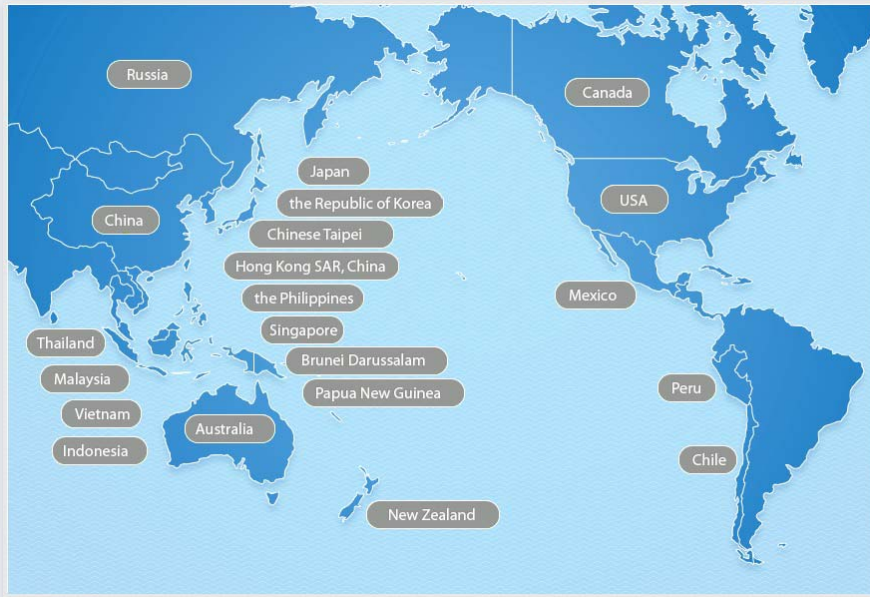 Russia
Canada
Japan
the Republic of Korea
USA
China
Chinese Taipei
Hong Kong SAR, China
the Philippines
Mexico
Singapore
Thailand
Brunei Darussalam
Malaysia
Papua New Guinea
Peru
Vietnam
Australia
Indonesia
Chile
New Zealand